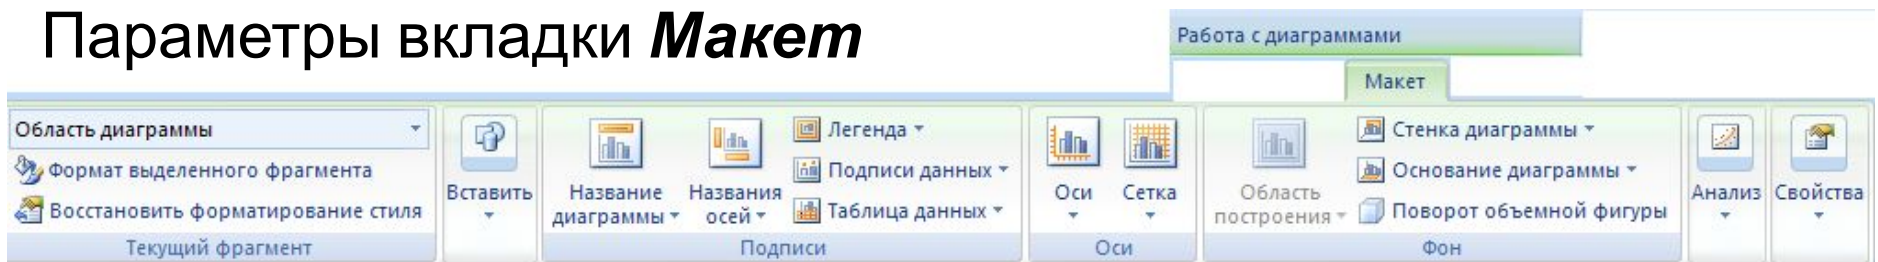 Параметры вкладки Макет
Работа с диаграммами
Макет
Область диаграммы
Формат выделенного фрагмента
Восстановить форматирование стиля
Текущий фрагмент
Вставить
Название
диаграммы
Названия
осей
Легенда
Подписи данных
Таблица данных
Подписи
Оси
Сетка
Оси
Область
построения
Стенка диаграммы
Основание диаграммы
Поворот объемной фигуры
Фон
Анализ
Свойства